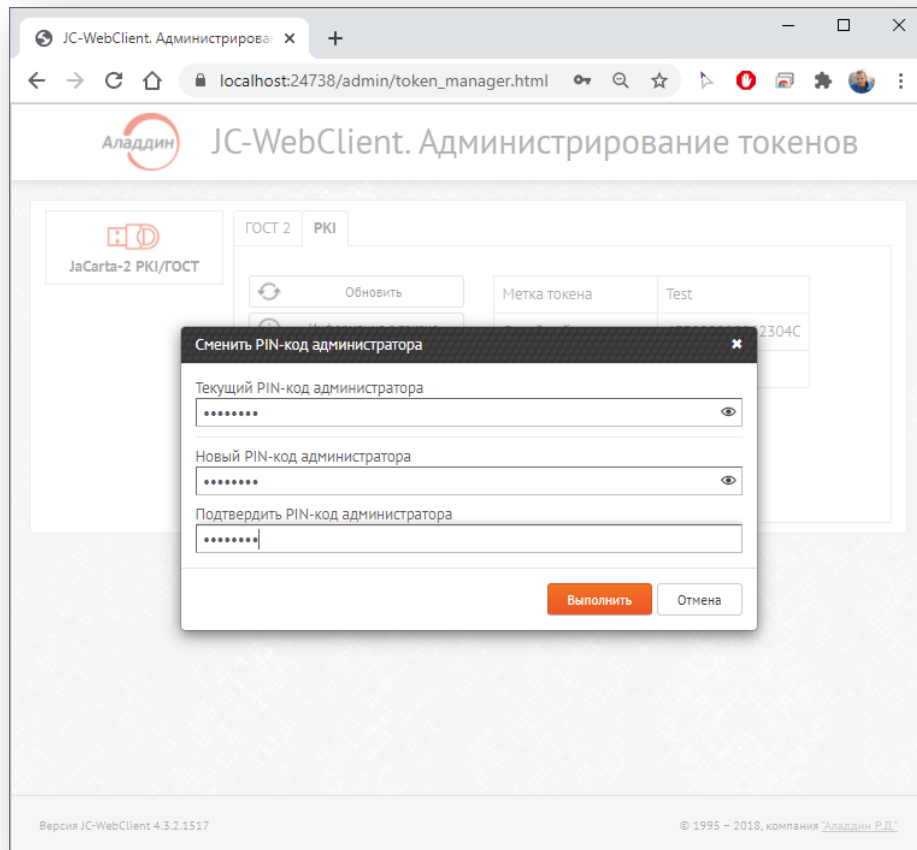 JC-WebClient. Администрирова
localhost:24738/admin/token_manager.html
Аладдин
JC-WebClient. Администрирование токенов
JaCarta-2 PKI/ГОСТ
ГОСТ 2 PKI
Обновить
Метка токена Test
2304C
Сменить PIN-код администратора
Текущий PIN-код администратора
••••••••
Новый PIN-код администратора
••••••••
Подтвердить PIN-код администратора
••••••••
Выполнить Отмена
Версия JC-WebClient 4.3.2.1517
© 1995 – 2018, компания "Аладдин Р.Д."